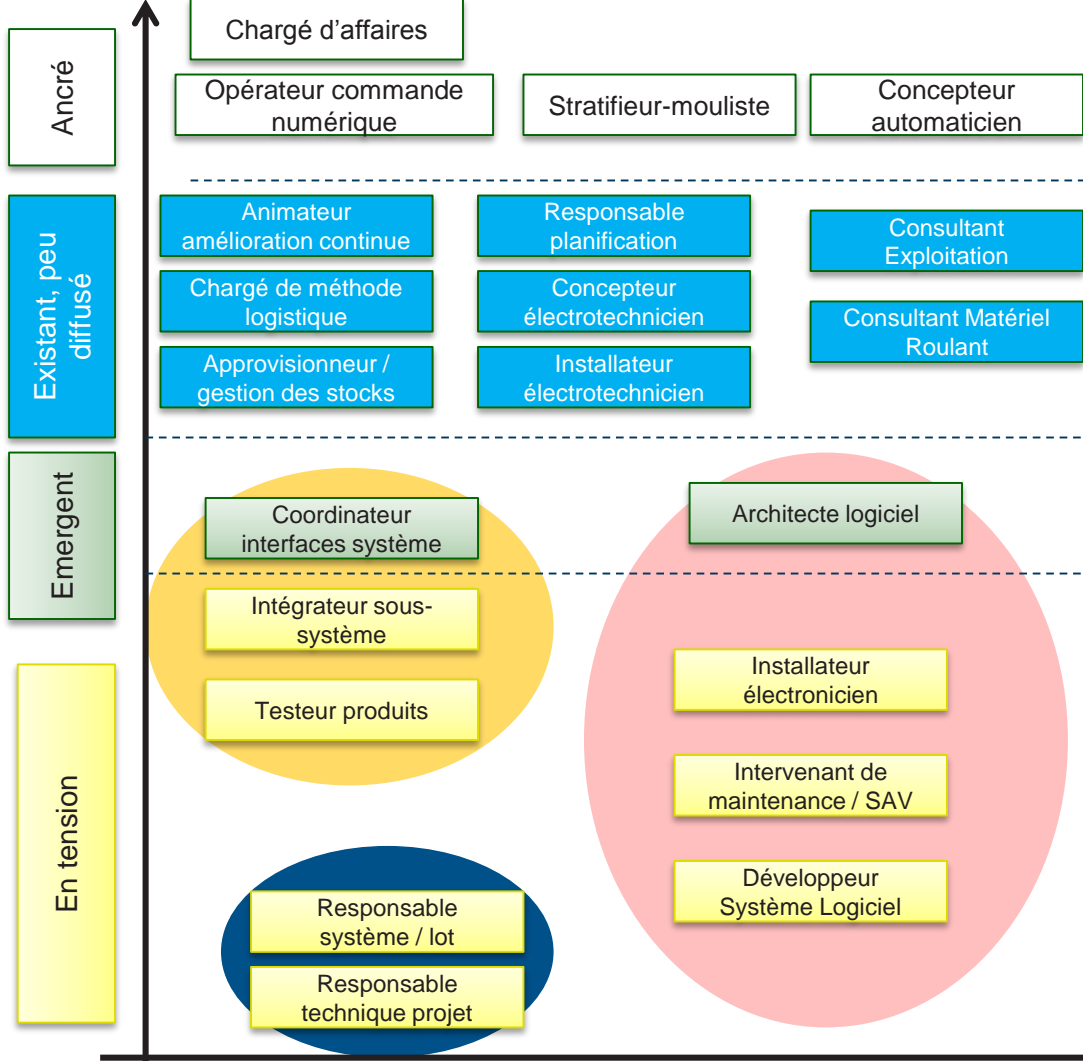 Ancré
Chargé d'affaires
Opérateur commande
numérique
Stratifieur-mouliste
Concepteur
automaticien
Existant, peu
diffusé
Animateur
amélioration continue
Responsable
planification
Consultant
Exploitation
Chargé de méthode
logistique
Concepteur
électrotechnicien
Consultant Matériel
Roulant
Approvisionneur /
gestion des stocks
Installateur
électrotechnicien
Emergent
Coordinateur
interfaces système
Architecte logiciel
En tension
Intégrateur sous-
système
Testeur produits
Installateur
électronicien
Intervenant de
maintenance / SAV
Développeur
Système Logiciel
Responsable
système / lot
Responsable
technique projet